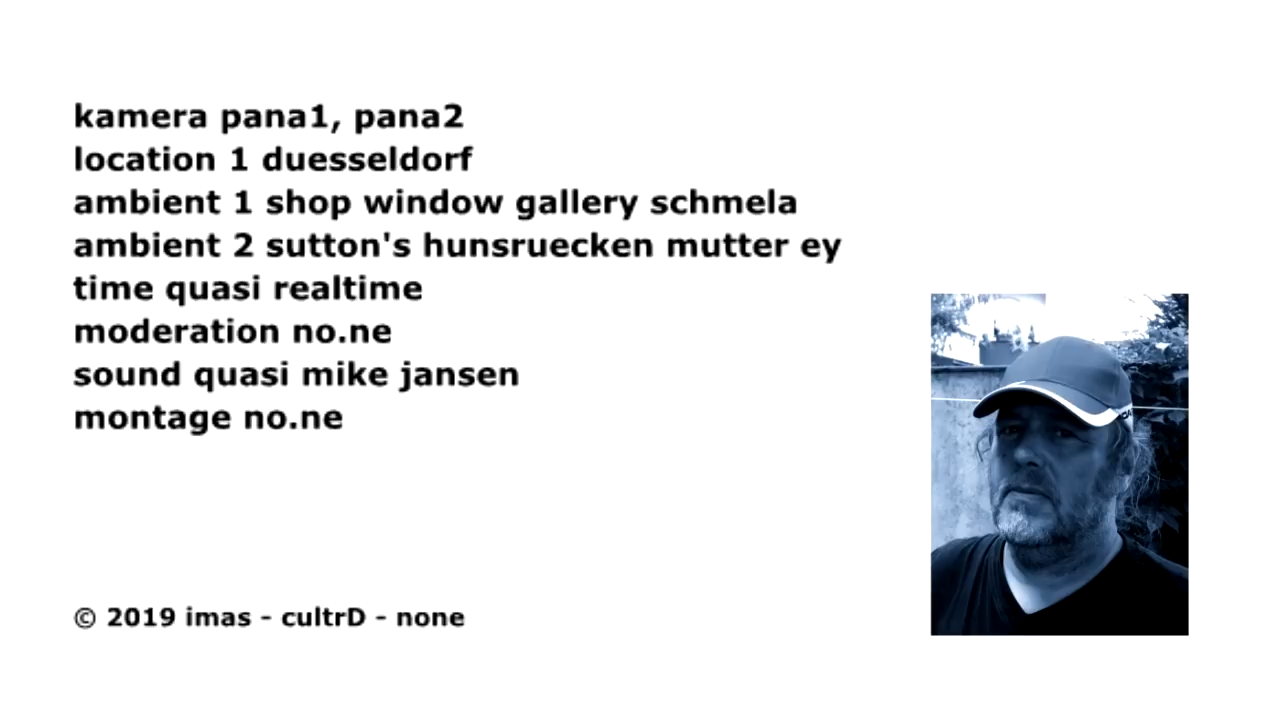 kamera pana1, pana2
location 1 duesseldorf
ambient 1 shop window gallery schmela
ambient 2 sutton's hunsruecken mutter ey
time quasi realtime
moderation no.ne
sound quasi mike jansen
montage no.ne
© 2019 imas - cultrD - none